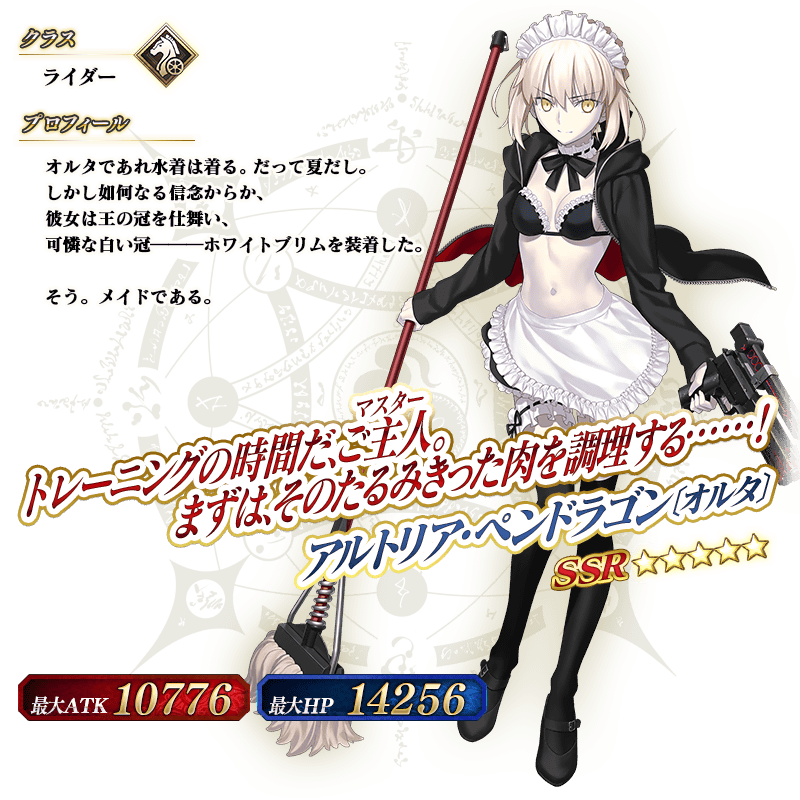 クラス
ライダー
プロフィール
オルタであれ水着は着る。だって夏だし。
しかし如何なる信念からか、
彼女は王の冠を仕舞い、
可憐な白い冠───ホワイトブリムを装着した。
そう。メイドである。
マスター
トレーニングの時間だ、ご主人。
まずは、そのたるみきった肉を調理する……！
アルトリア・ペンドラゴン〔オルタ〕
SSR ★★★★★
最大ATK 10776
最大HP 14256